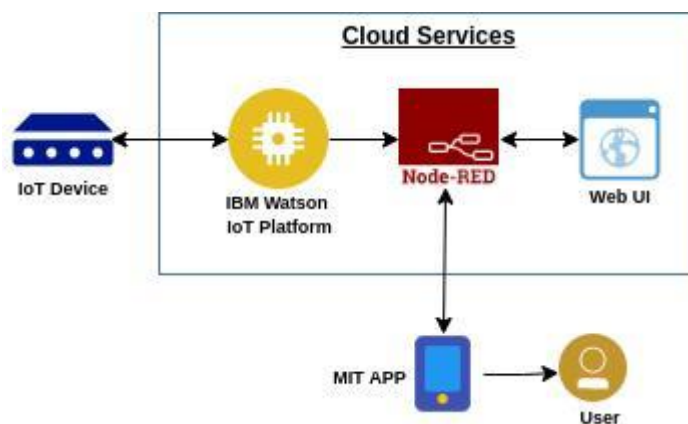 Cloud Services
IoT Device
IBM Watson
IoT Platform
Node-RED
Web UI
MIT APP
User